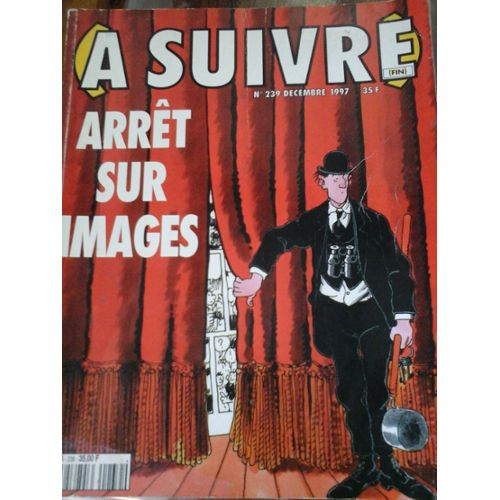 (A SUIVRE)
(FIN)
N° 239 DECEMBRE 1997 35 F
ARRÊT
SUR
IMAGES
35,00 F